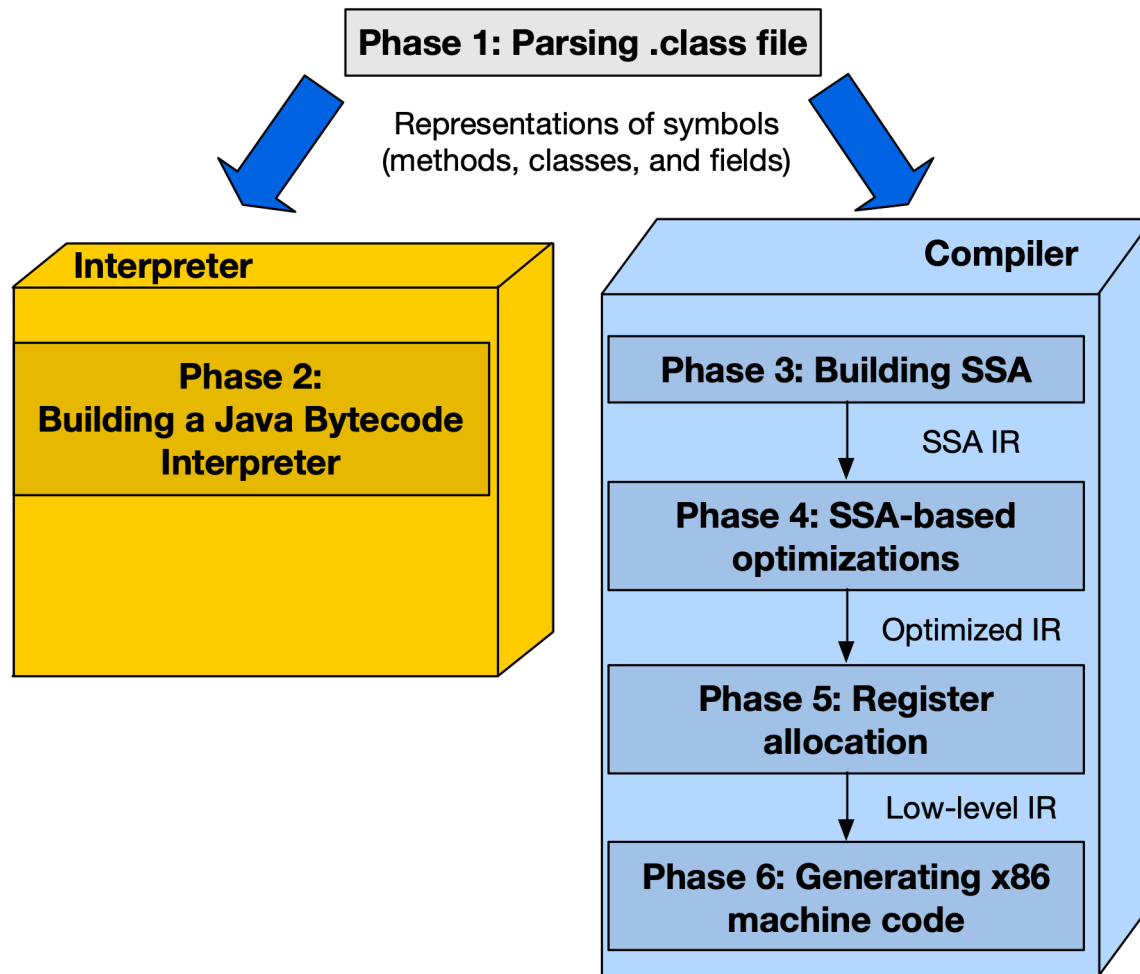 Phase 1: Parsing .class file
Representations of symbols
(methods, classes, and fields)
Interpreter
Phase 2:
Building a Java Bytecode
Interpreter
Compiler
Phase 3: Building SSA
SSA IR
Phase 4: SSA-based
optimizations
Optimized IR
Phase 5: Register
allocation
Low-level IR
Phase 6: Generating x86
machine code